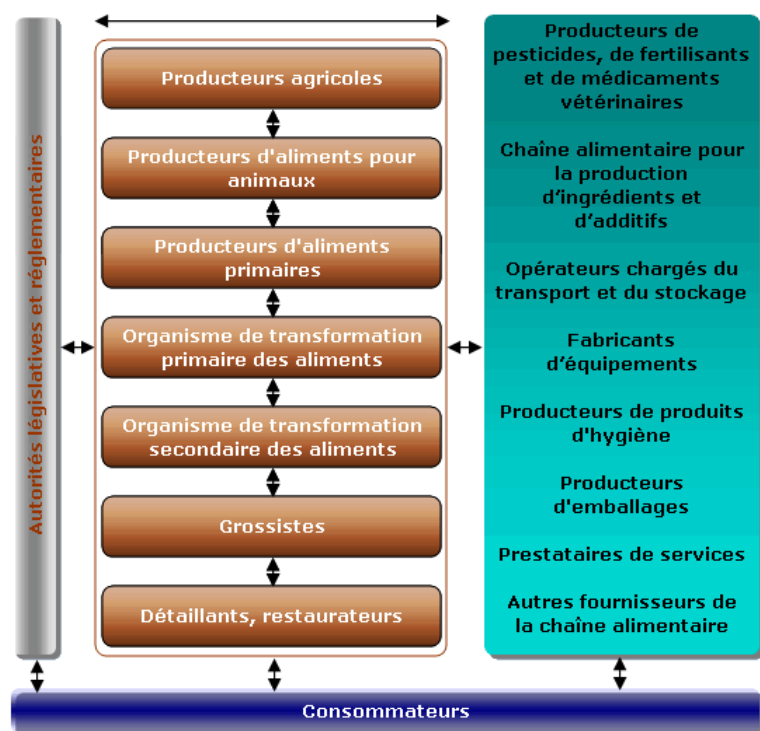 Autorités législatives et réglementaires
Producteurs agricoles
Producteurs d'aliments pour
animaux
Producteurs d'aliments
primaires
Organisme de transformation
primaire des aliments
Organisme de transformation
secondaire des aliments
Grossistes
Détaillants, restaurateurs
Producteurs de
pesticides, de fertilisants
et de médicaments
vétérinaires
Chaîne alimentaire pour
la production
d’ingrédients et
d’additifs
Opérateurs chargés du
transport et du stockage
Fabricants
d’équipements
Producteurs de produits
d'hygiène
Producteurs
d'emballages
Prestataires de services
Autres fournisseurs de
la chaîne alimentaire
Consommateurs